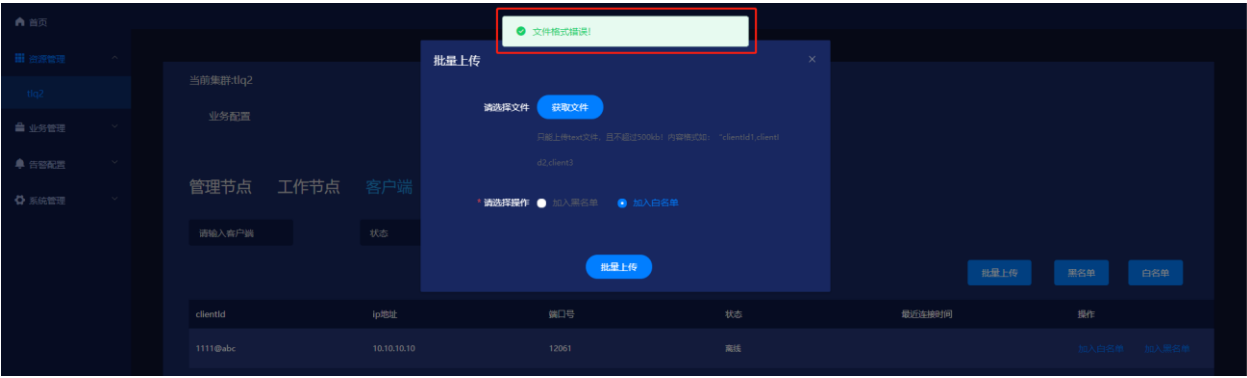 首页
资源管理
tlq2
业务管理
告警配置
系统管理
文件格式错误!
当前集群:tlq2
业务配置
管理节点 工作节点 客户端
请输入客户端 状态
批量上传
请选择文件 获取文件
只能上传text文件，且不超过500kb！内容格式如： "clientId1,clientI
d2,client3
* 请选择操作 加入黑名单 加入白名单
批量上传
批量上传 黑名单 白名单
clientId ip地址 端口号 状态 最近连接时间 操作
1111@abc 10.10.10.10 12061 离线 加入白名单 加入黑名单